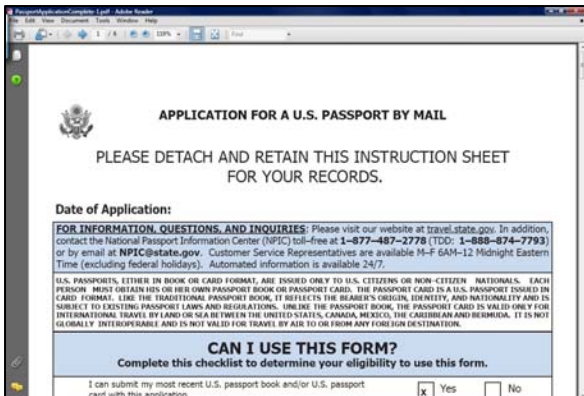 PassportApplicationComplete-1.pdf - Adobe Reader
File Edit View Document Tools Window Help
1 / 4 339% Find
APPLICATION FOR A U.S. PASSPORT BY MAIL
PLEASE DETACH AND RETAIN THIS INSTRUCTION SHEET
FOR YOUR RECORDS.
Date of Application:
FOR INFORMATION, QUESTIONS, AND INQUIRIES: Please visit our website at travel.state.gov. In addition,
contact the National Passport Information Center (NPIC) toll-free at 1–877–487–2778 (TDD: 1–888–874–7793)
or by email at NPIC@state.gov. Customer Service Representatives are available M–F 6AM–12 Midnight Eastern
Time (excluding federal holidays). Automated information is available 24/7.
U.S. PASSPORTS, EITHER IN BOOK OR CARD FORMAT, ARE ISSUED ONLY TO U.S. CITIZENS OR NON-CITIZEN NATIONALS. EACH
PERSON MUST OBTAIN HIS OR HER OWN PASSPORT BOOK OR PASSPORT CARD. THE PASSPORT CARD IS A U.S. PASSPORT ISSUED IN
CARD FORMAT. LIKE THE TRADITIONAL PASSPORT BOOK, IT REFLECTS THE BEARER'S ORIGIN, IDENTITY, AND NATIONALITY AND IS
SUBJECT TO EXISTING PASSPORT LAWS AND REGULATIONS. UNLIKE THE PASSPORT BOOK, THE PASSPORT CARD IS VALID ONLY FOR
INTERNATIONAL TRAVEL BY LAND OR SEA BETWEEN THE UNITED STATES, CANADA, MEXICO, THE CARIBBEAN AND BERMUDA. IT IS NOT
GLOBALLY INTEROPERABLE AND IS NOT VALID FOR TRAVEL BY AIR TO OR FROM ANY FOREIGN DESTINATION.
CAN I USE THIS FORM?
Complete this checklist to determine your eligibility to use this form.
I can submit my most recent U.S. passport book and/or U.S. passport
card with this application.
x Yes No